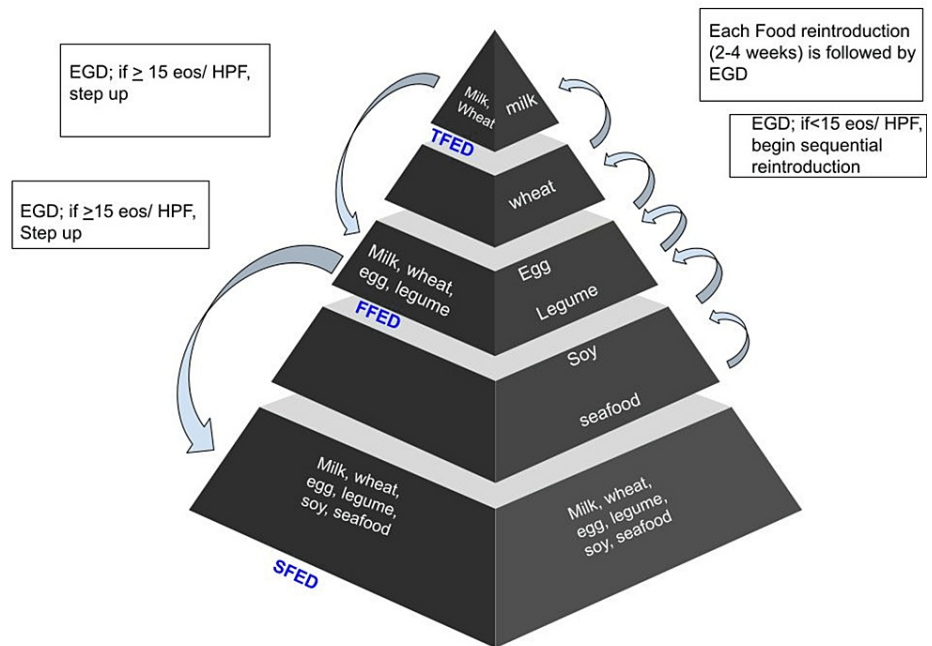 EGD; if ≥ 15 eos/ HPF,
step up
EGD; if ≥15 eos/ HPF,
Step up
Each Food reintroduction
(2-4 weeks) is followed by
EGD
EGD; if<15 eos/ HPF,
begin sequential
reintroduction
Milk,
Wheat
milk
TFED
wheat
Milk, wheat,
egg, legume
Egg
Legume
FFED
Soy
seafood
Milk, wheat,
egg, legume,
soy, seafood
Milk, wheat,
egg, legume,
soy, seafood
SFED